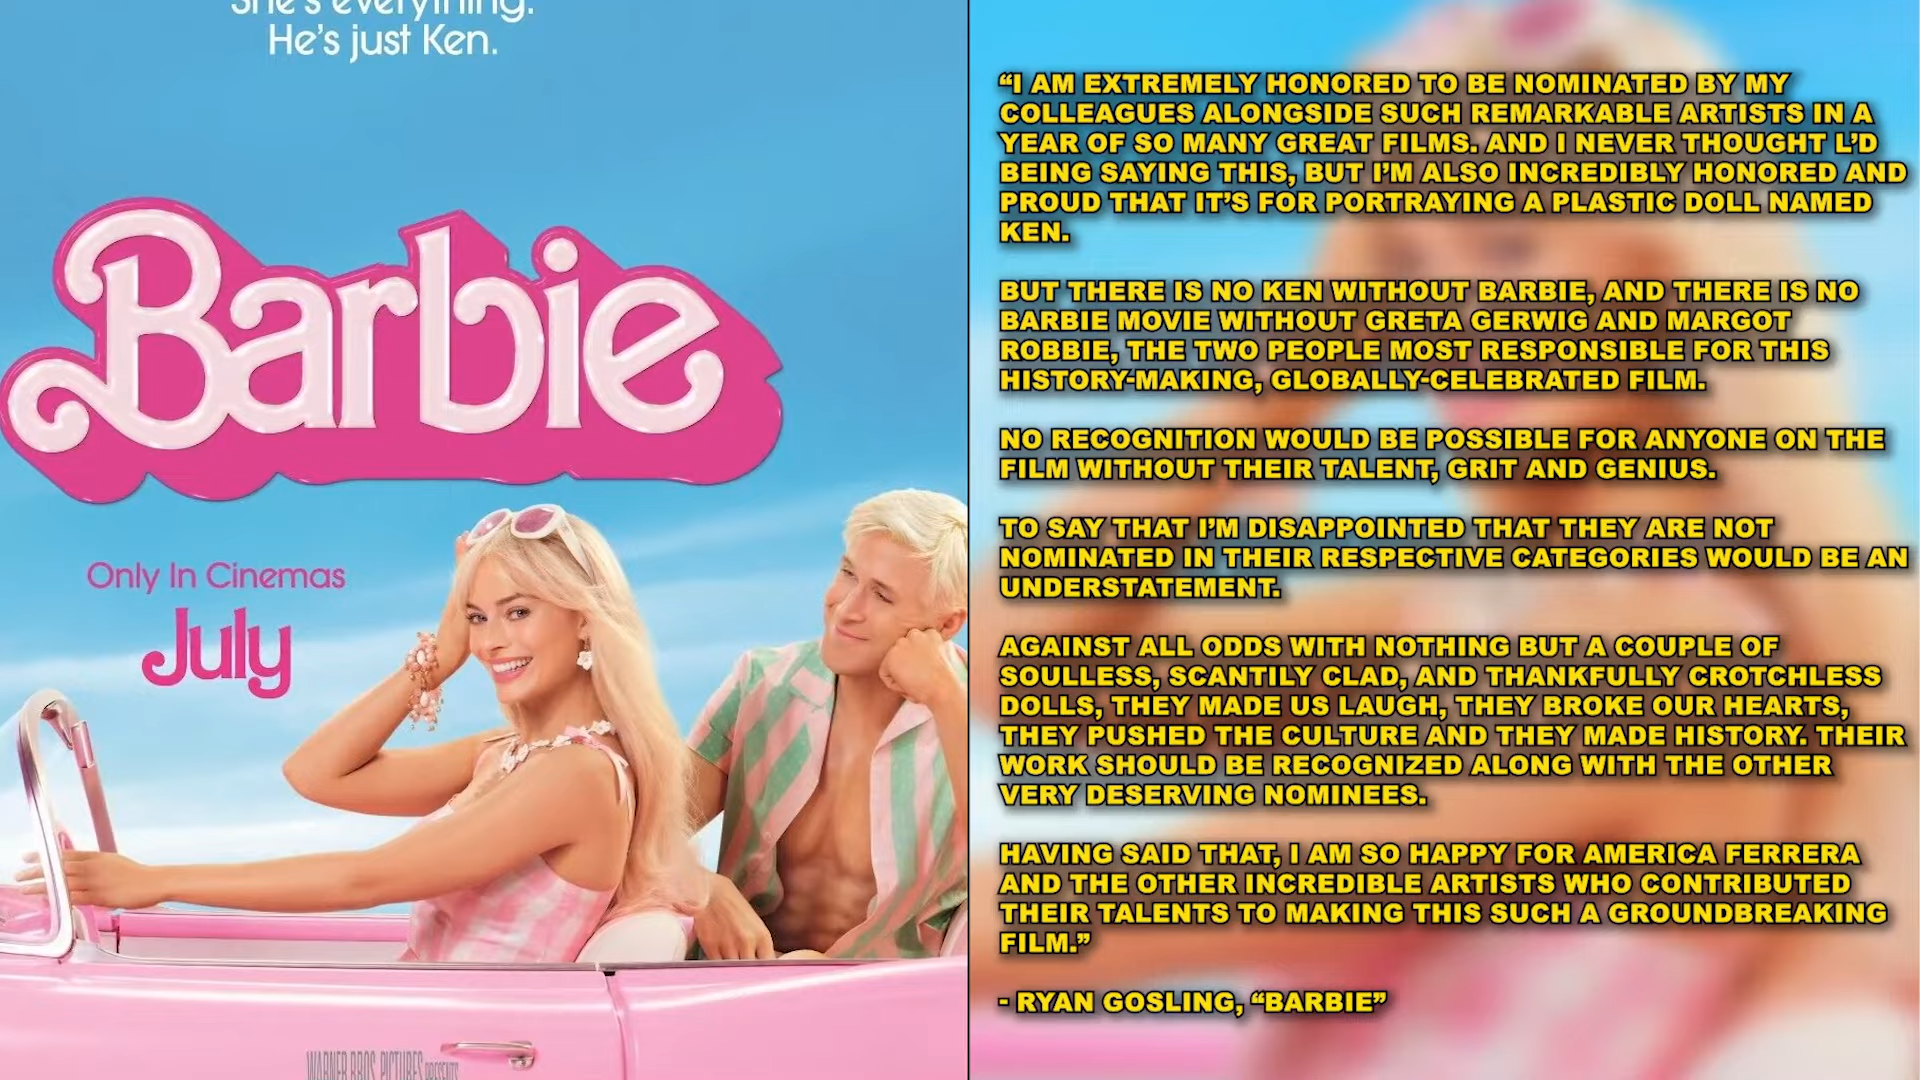 She's everything.
He's just Ken.
Barbie
Only In Cinemas
July
WARNER BROS. PICTURES PRESENTS
“I AM EXTREMELY HONORED TO BE NOMINATED BY MY
COLLEAGUES ALONGSIDE SUCH REMARKABLE ARTISTS IN A
YEAR OF SO MANY GREAT FILMS. AND I NEVER THOUGHT L’D
BEING SAYING THIS, BUT I’M ALSO INCREDIBLY HONORED AND
PROUD THAT IT’S FOR PORTRAYING A PLASTIC DOLL NAMED
KEN.
BUT THERE IS NO KEN WITHOUT BARBIE, AND THERE IS NO
BARBIE MOVIE WITHOUT GRETA GERWIG AND MARGOT
ROBBIE, THE TWO PEOPLE MOST RESPONSIBLE FOR THIS
HISTORY-MAKING, GLOBALLY-CELEBRATED FILM.
NO RECOGNITION WOULD BE POSSIBLE FOR ANYONE ON THE
FILM WITHOUT THEIR TALENT, GRIT AND GENIUS.
TO SAY THAT I’M DISAPPOINTED THAT THEY ARE NOT
NOMINATED IN THEIR RESPECTIVE CATEGORIES WOULD BE AN
UNDERSTATEMENT.
AGAINST ALL ODDS WITH NOTHING BUT A COUPLE OF
SOULLESS, SCANTILY CLAD, AND THANKFULLY CROTCHLESS
DOLLS, THEY MADE US LAUGH, THEY BROKE OUR HEARTS,
THEY PUSHED THE CULTURE AND THEY MADE HISTORY. THEIR
WORK SHOULD BE RECOGNIZED ALONG WITH THE OTHER
VERY DESERVING NOMINEES.
HAVING SAID THAT, I AM SO HAPPY FOR AMERICA FERRERA
AND THE OTHER INCREDIBLE ARTISTS WHO CONTRIBUTED
THEIR TALENTS TO MAKING THIS SUCH A GROUNDBREAKING
FILM.”
- RYAN GOSLING, “BARBIE”